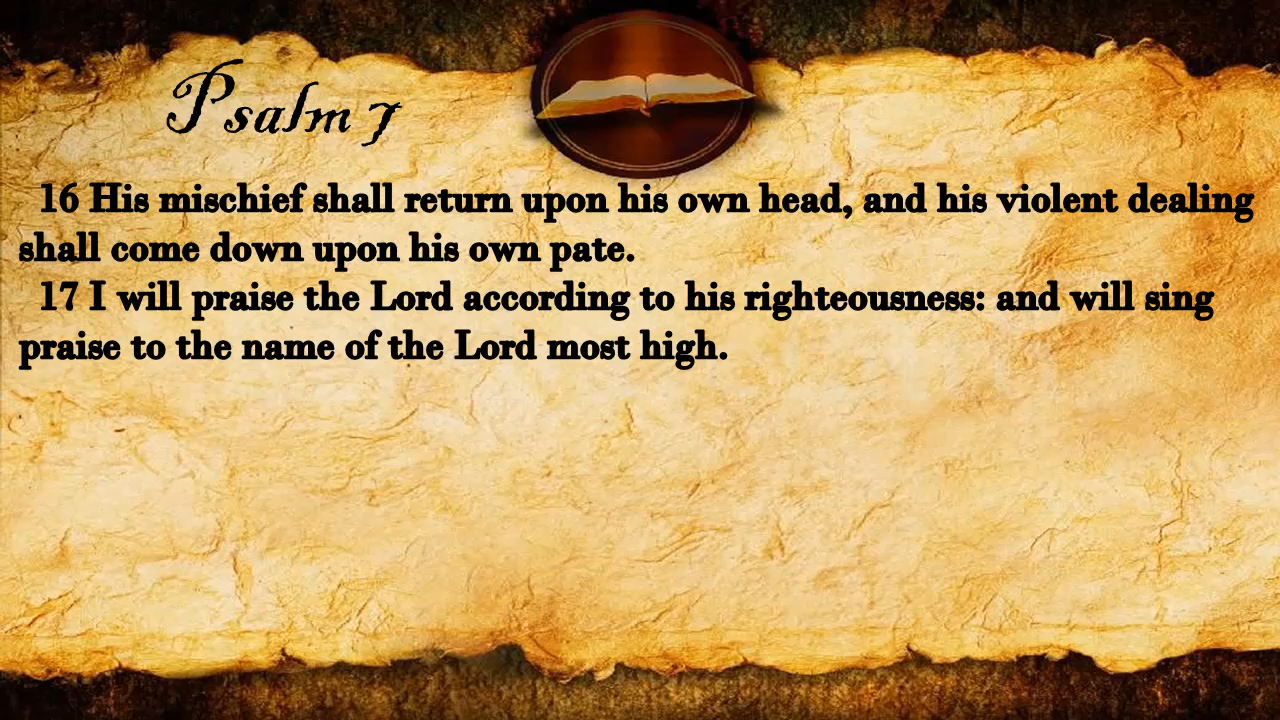 Psalm 7
16 His mischief shall return upon his own head, and his violent dealing
shall come down upon his own pate.
17 I will praise the Lord according to his righteousness: and will sing
praise to the name of the Lord most high.